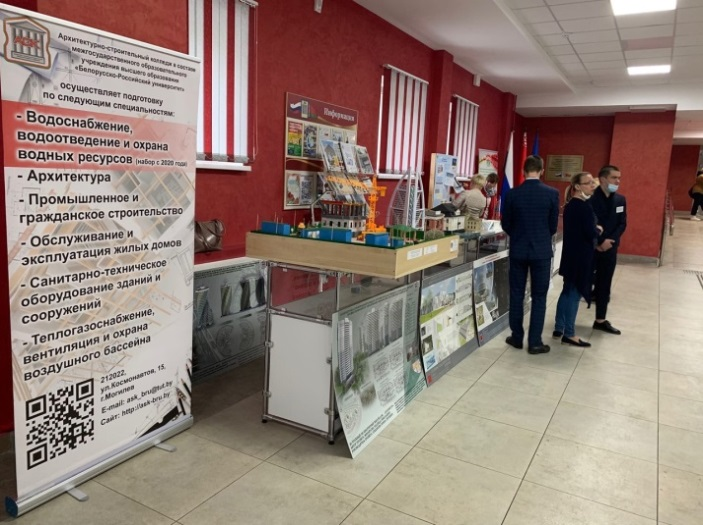 Архитектурно-строительный колледж в составе
межгосударственного образовательного
учреждения высшего образования
«Белорусско-Российский университет»
осуществляет подготовку
по следующим специальностям:
- Водоснабжение,
водоотведение и охрана
водных ресурсов (набор с 2020 года)
- Архитектура
- Промышленное и
гражданское строительство
- Обслуживание и
эксплуатация жилых домов
- Санитарно-техническое
оборудование зданий и
сооружений
- Теплогазоснабжение,
вентиляция и охрана
воздушного бассейна
212022,
ул.Космонавтов, 15,
г.Могилев
E-mail: ask_bru@tut.by
Сайт: http://ask-bru.by
Информация